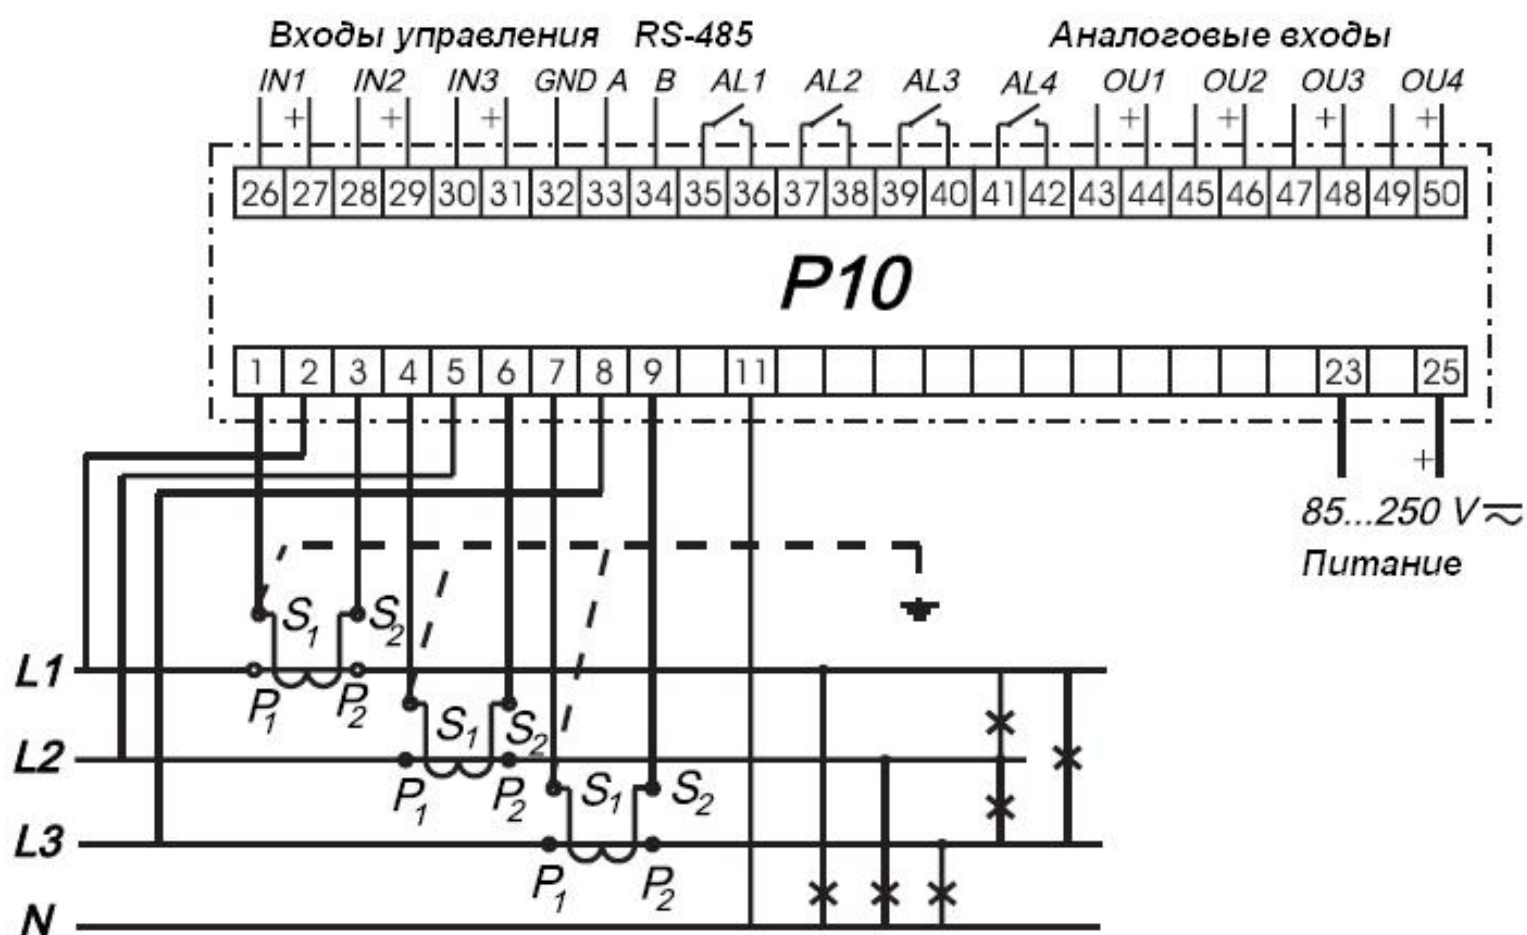 Входы управления RS-485 Аналоговые входы
IN1 IN2 IN3 GND A B AL1 AL2 AL3 AL4 OU1 OU2 OU3 OU4
+ + + + + + +
26 27 28 29 30 31 32 33 34 35 36 37 38 39 40 41 42 43 44 45 46 47 48 49 50
P10
1 2 3 4 5 6 7 8 9 11 23 25
+
85...250 V
Питание
S1 S2
L1
P1 P2
S1 S2
L2
P1 P2
S1 S2
L3
P1 P2
N